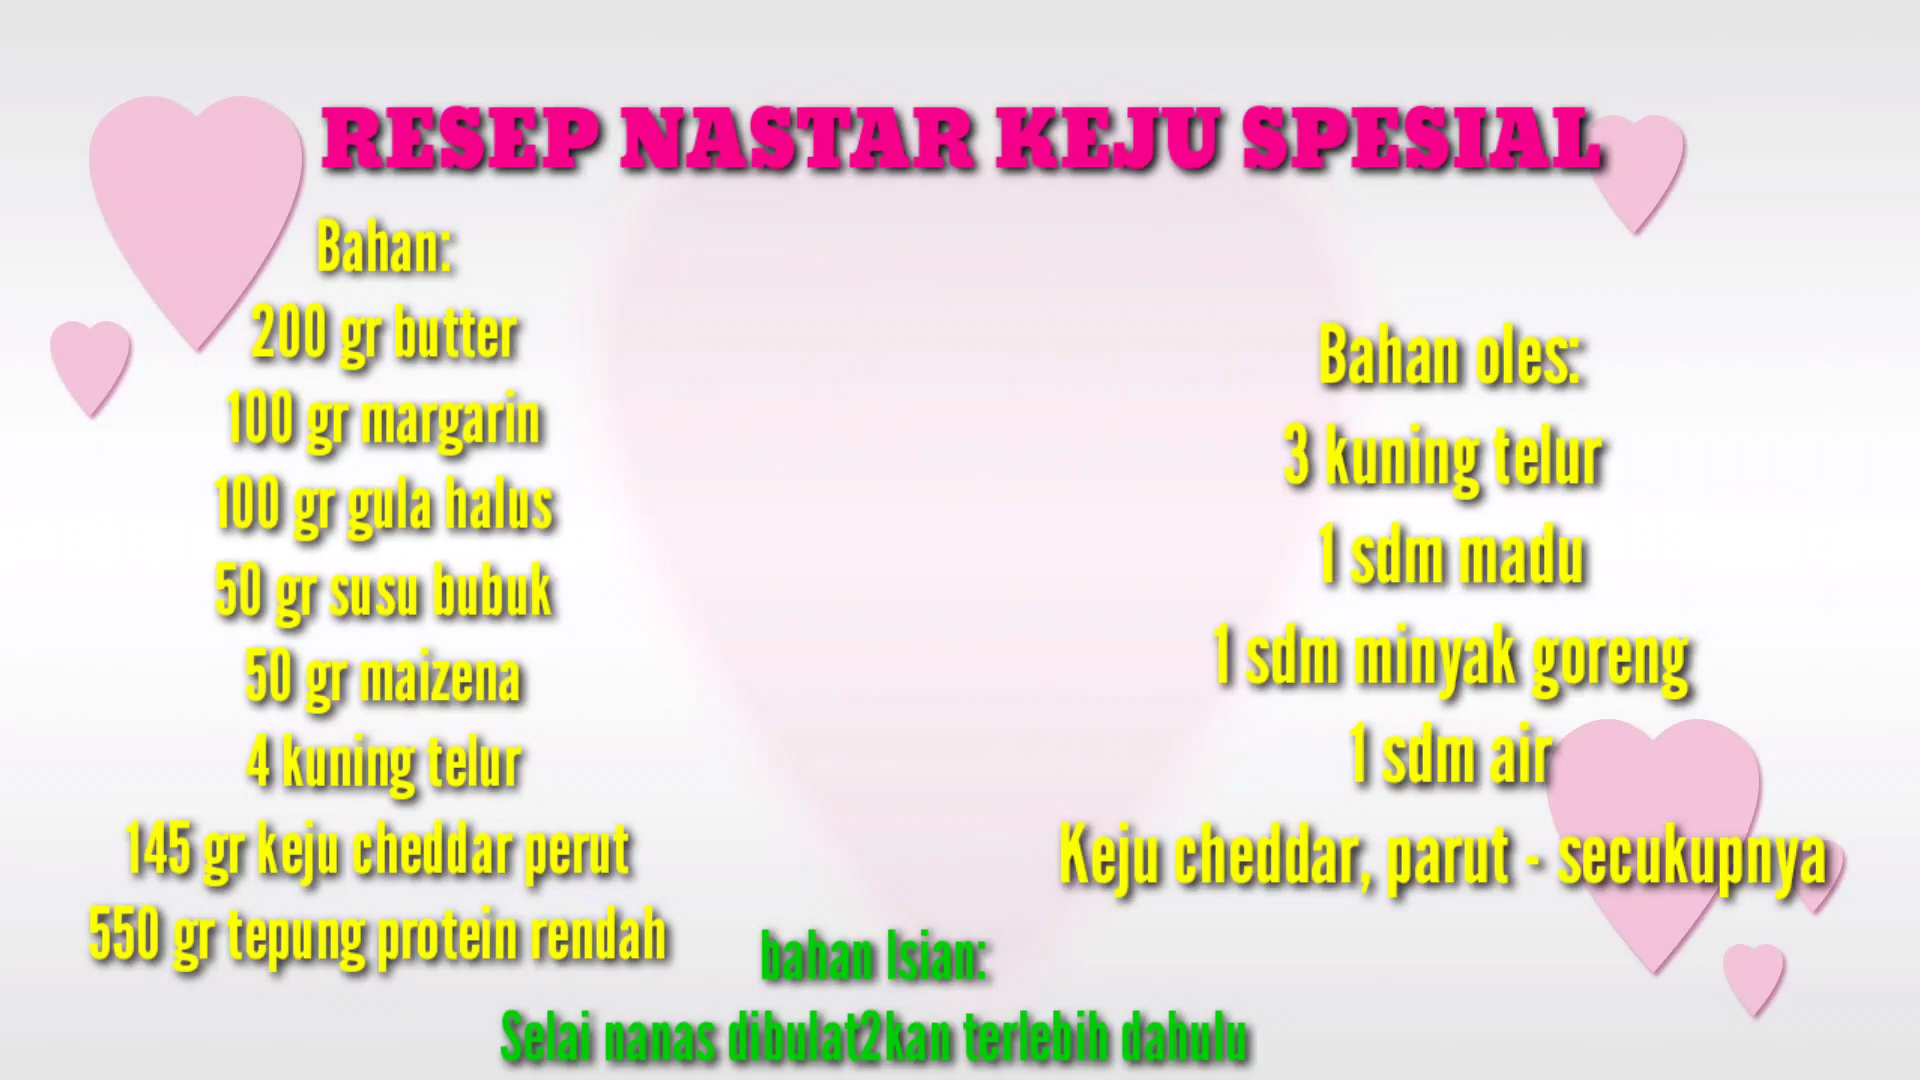 RESEP NASTAR KEJU SPESIAL
Bahan:
200 gr butter
100 gr margarin
100 gr gula halus
50 gr susu bubuk
50 gr maizena
4 kuning telur
145 gr keju cheddar perut
550 gr tepung protein rendah
Bahan oles:
3 kuning telur
1 sdm madu
1 sdm minyak goreng
1 sdm air
Keju cheddar, parut - secukupnya
bahan Isian:
Selai nanas dibulat2kan terlebih dahulu